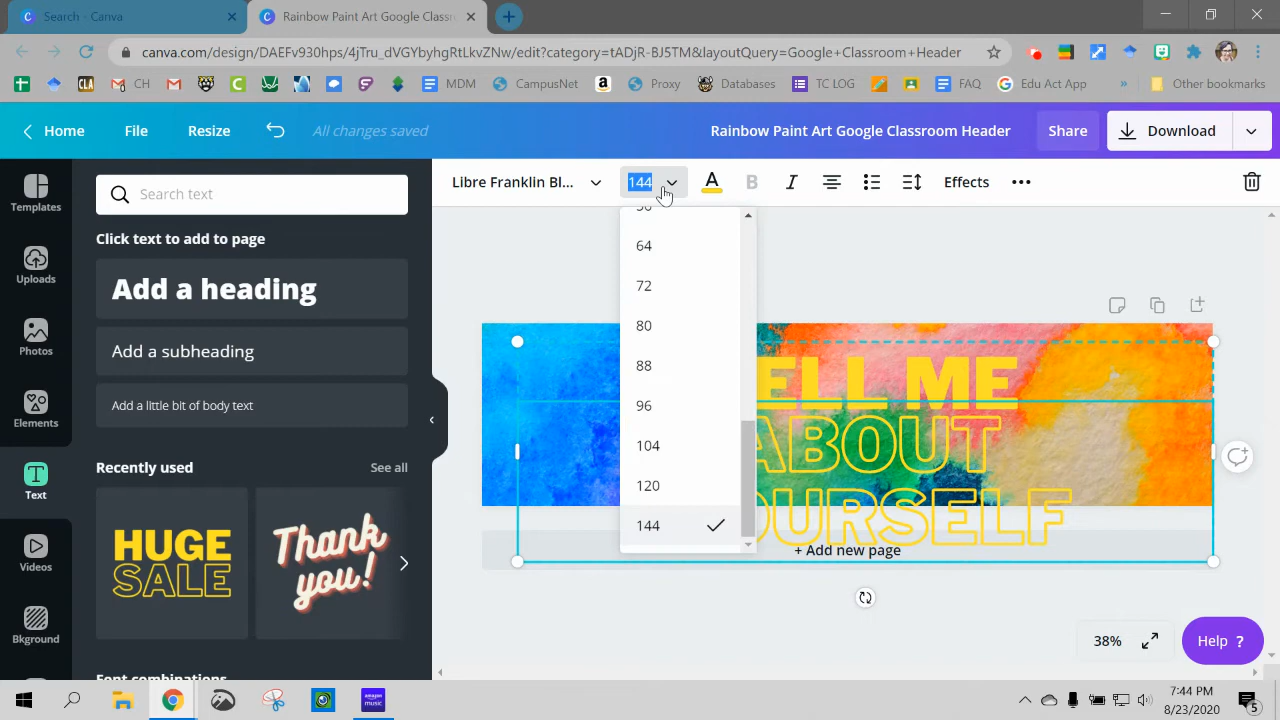 Search - Canva
Rainbow Paint Art Google Classroom
canva.com/design/DAEFv930hps/4jTru_dVGYbyhgRtLkvZNw/edit?category=tADjR-BJ5TM&layoutQuery=Google+Classroom+Header
CH
MDM
CampusNet
Proxy
Databases
TC LOG
FAQ
Edu Act App
»
Other bookmarks
Home
File
Resize
All changes saved
Rainbow Paint Art Google Classroom Header
Share
Download
Libre Franklin Bl...
144
A
B
I
Effects
Templates
Uploads
Photos
Elements
Text
Videos
Bkground
Search text
Click text to add to page
Add a heading
Add a subheading
Add a little bit of body text
Recently used
See all
HUGE
SALE
Thank
you!
Font combinations
56
64
72
80
88
96
104
120
144
ELL ME
ABOUT
OURSELF
+ Add new page
38%
Help ?
amazon
music
7:44 PM
8/23/2020
5